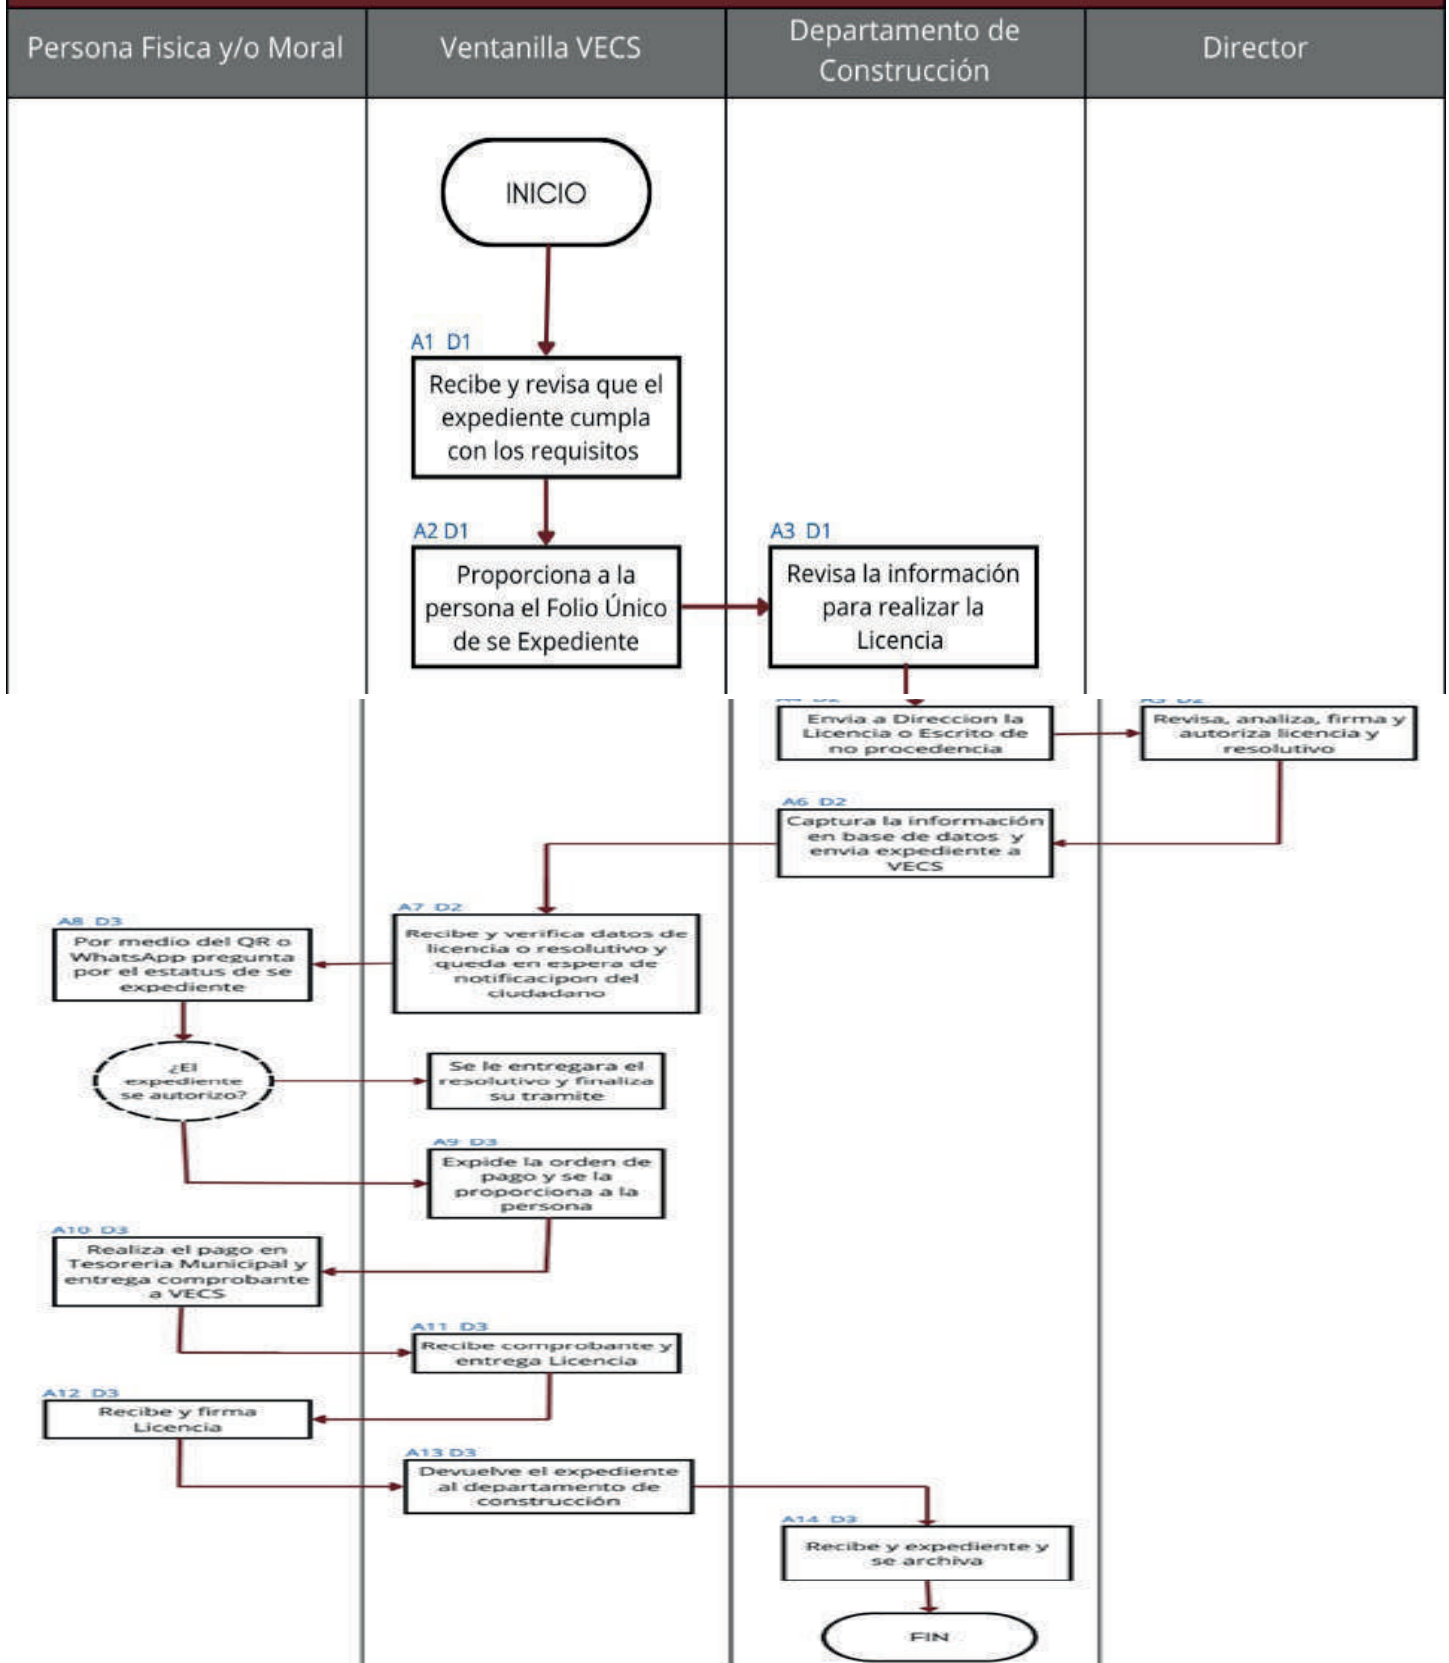 Persona Fisica y/o Moral
Ventanilla VECS
Departamento de
Construcción
Director
INICIO
A1 D1
Recibe y revisa que el
expediente cumpla
con los requisitos
A2 D1
Proporciona a la
persona el Folio Único
de se Expediente
A3 D1
Revisa la información
para realizar la
Licencia
A4 D2
Envia a Direccion la
Licencia o Escrito de
no procedencia
A5 D2
Revisa, analiza, firma y
autoriza licencia y
resolutivo
A6 D2
Captura la información
en base de datos y
envia expediente a
VECS
A7 D2
Recibe y verifica datos de
licencia o resolutivo y
queda en espera de
notificacipon del
ciudadano
A8 D3
Por medio del QR o
WhatsApp pregunta
por el estatus de se
expediente
¿El
expediente
se autorizo?
Se le entregara el
resolutivo y finaliza
su tramite
A9 D3
Expide la orden de
pago y se la
proporciona a la
persona
A10 D3
Realiza el pago en
Tesoreria Municipal y
entrega comprobante
a VECS
A11 D3
Recibe comprobante y
entrega Licencia
A12 D3
Recibe y firma
Licencia
A13 D3
Devuelve el expediente
al departamento de
construcción
A14 D3
Recibe y expediente y
se archiva
FIN